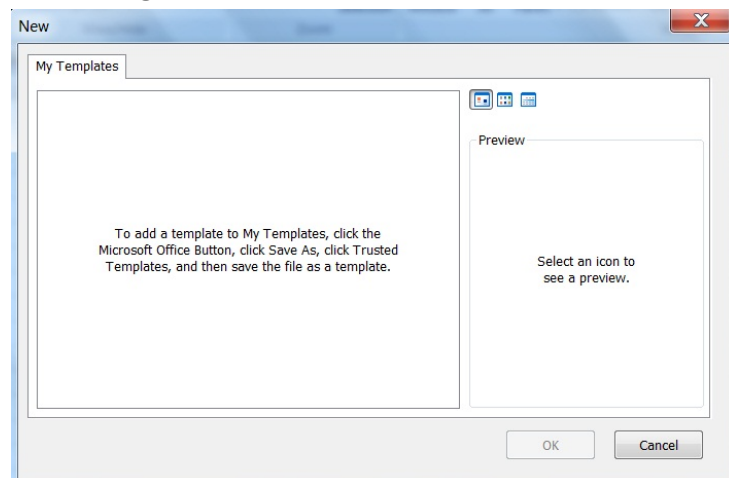 New
My Templates
Preview
To add a template to My Templates, click the
Microsoft Office Button, click Save As, click Trusted
Templates, and then save the file as a template.
Select an icon to
see a preview.
OK
Cancel